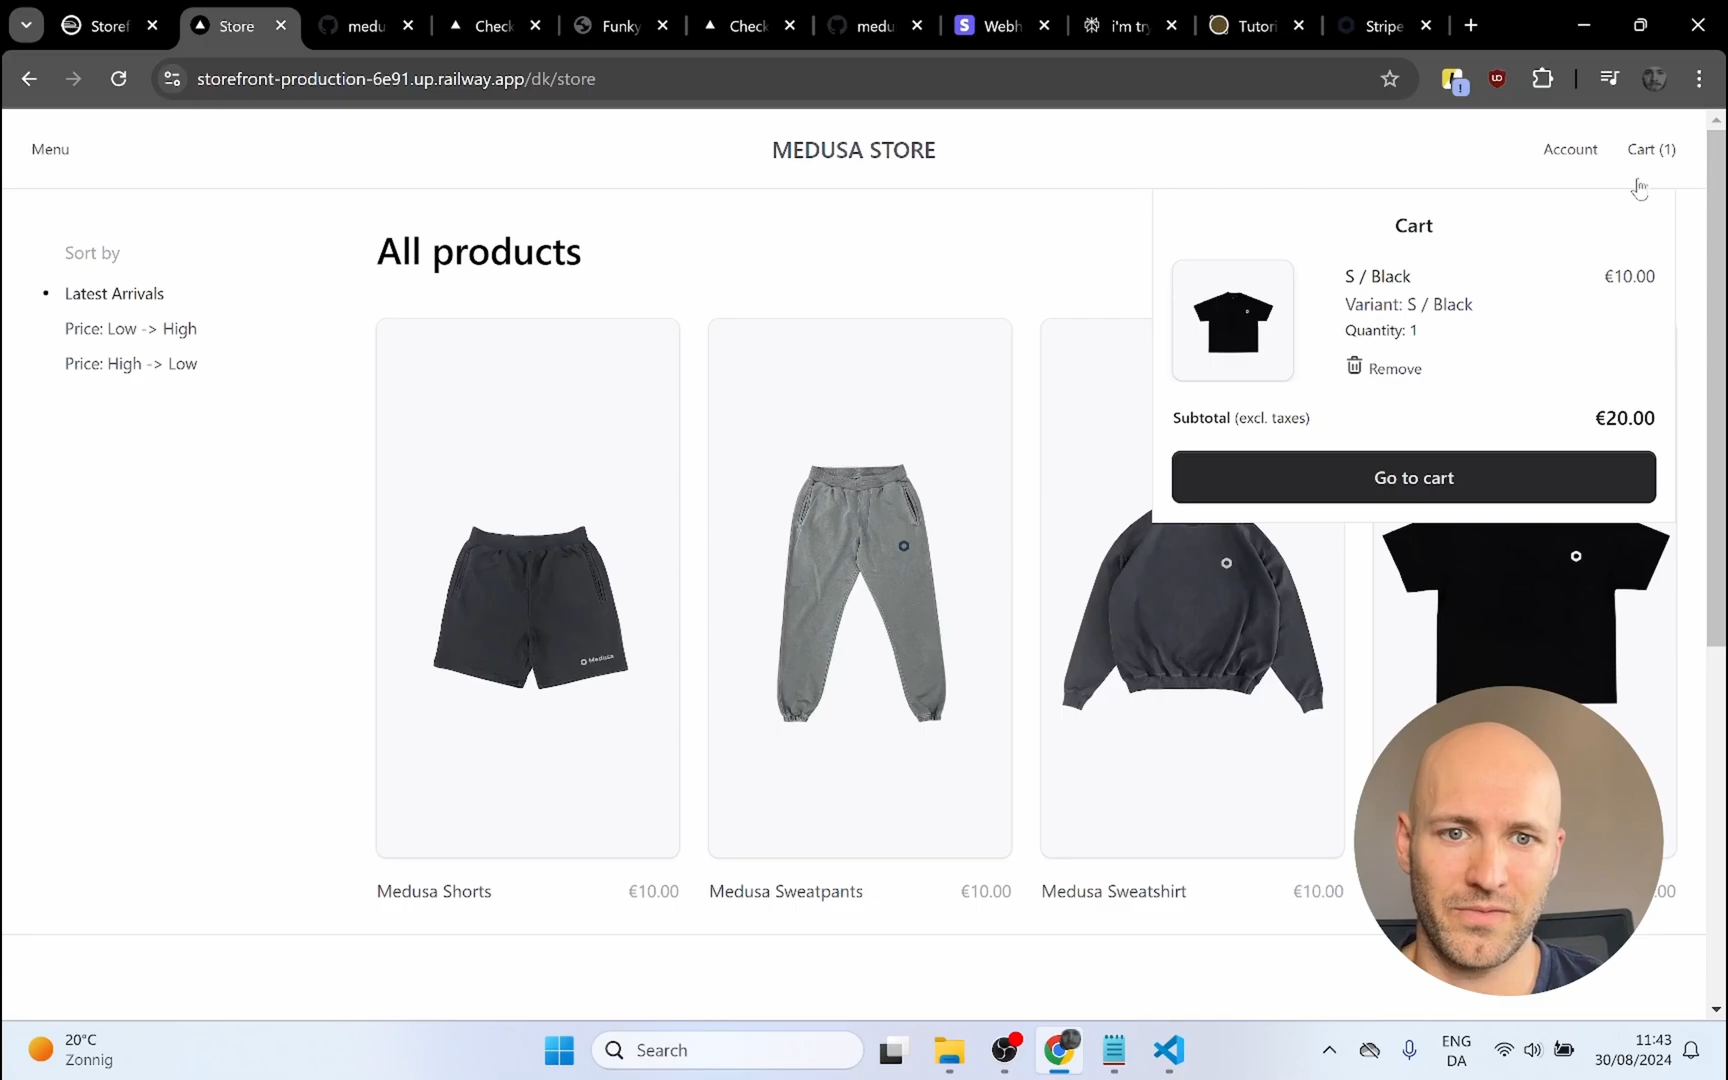 Storef
Store
medu
Check
Funky
Check
medu
Webh
i'm try
Tutori
Stripe
storefront-production-6e91.up.railway.app/dk/store
Menu
MEDUSA STORE
Account
Cart (1)
Sort by
Latest Arrivals
Price: Low -> High
Price: High -> Low
All products
Cart
S / Black
€10.00
Variant: S / Black
Quantity: 1
Remove
Subtotal (excl. taxes)
€20.00
Go to cart
Medusa
Medusa Shorts
€10.00
Medusa Sweatpants
€10.00
Medusa Sweatshirt
€10.00
.00
20°C
Zonnig
Search
ENG
DA
11:43
30/08/2024